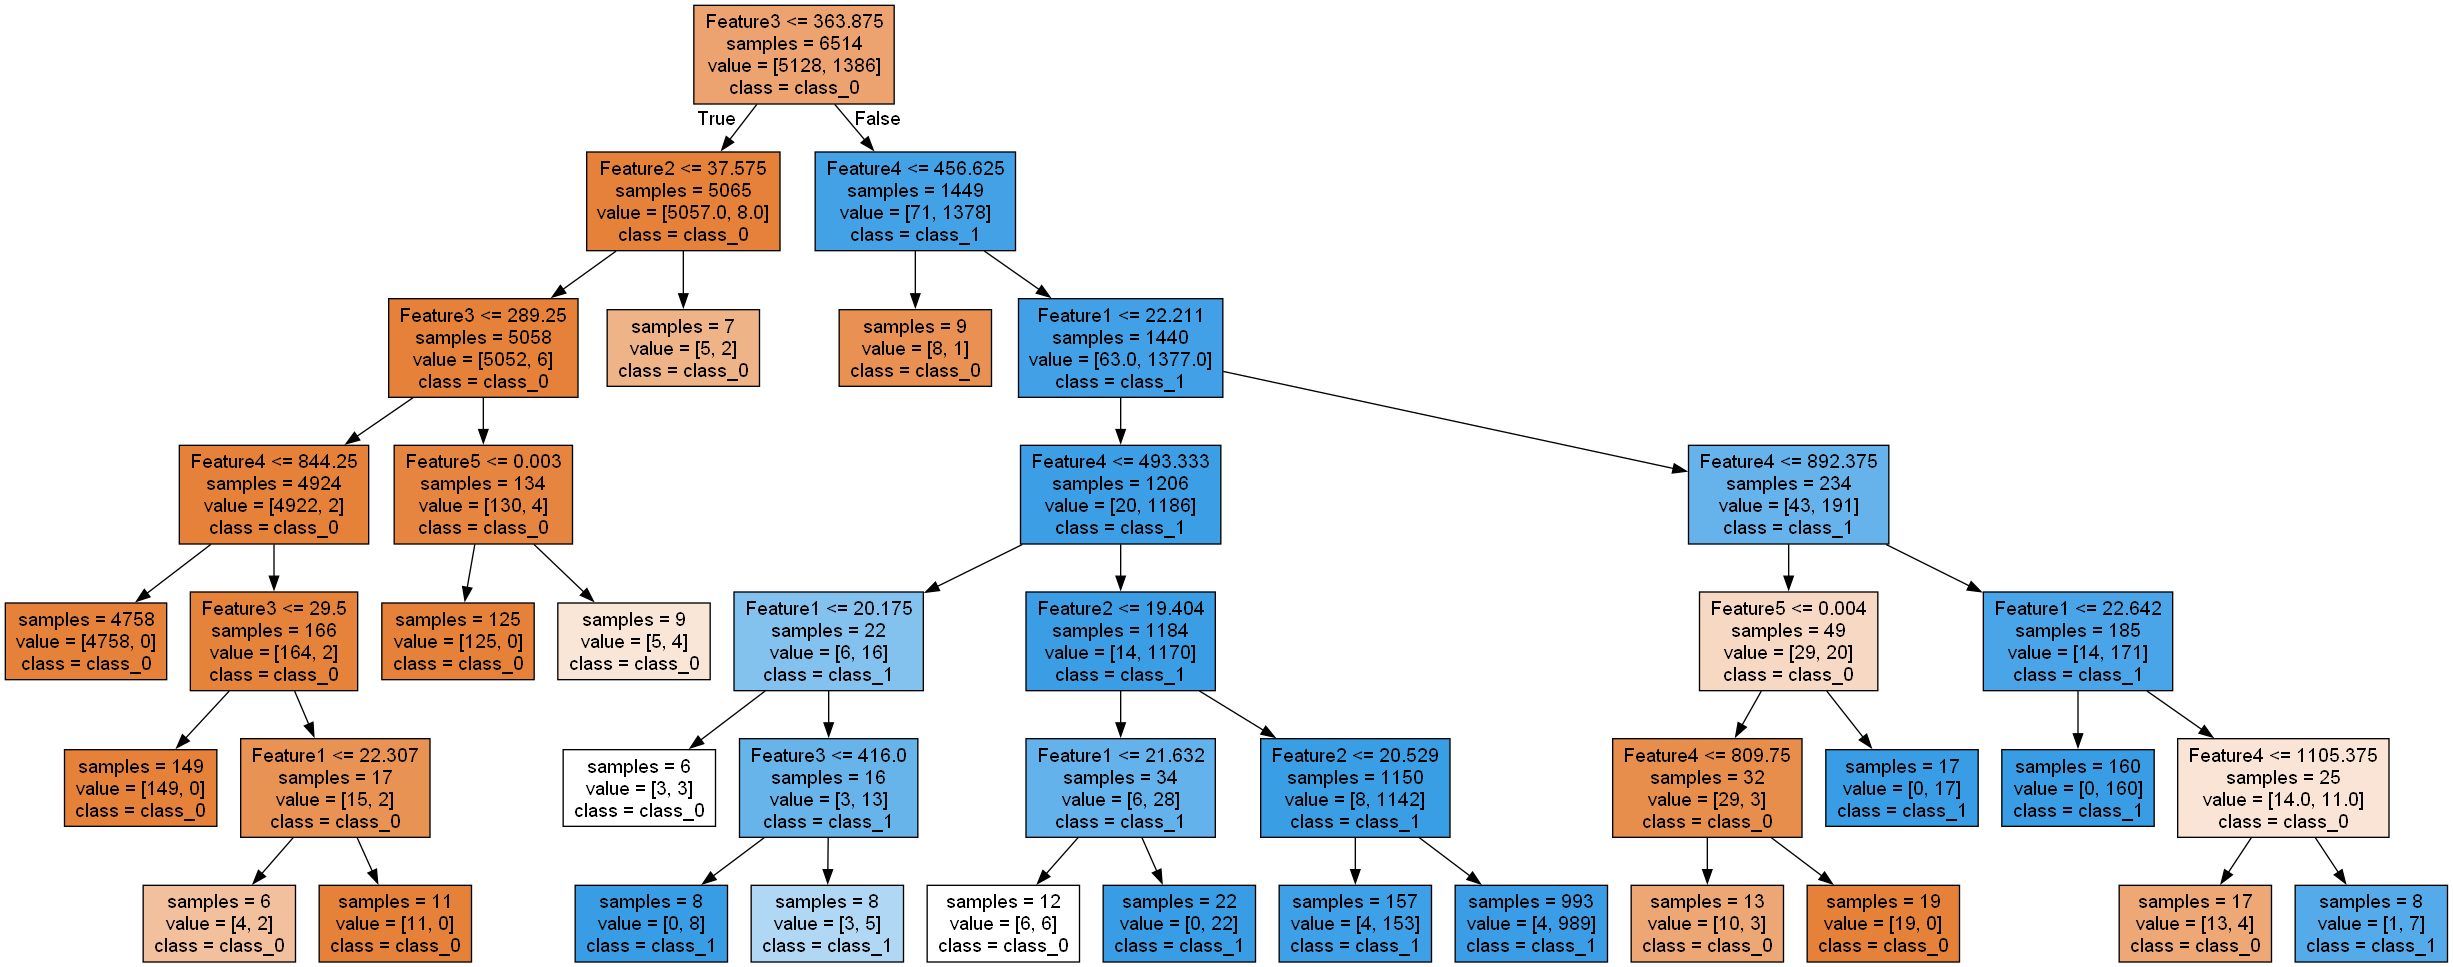 Feature3 <= 363.875
samples = 6514
value = [5128, 1386]
class = class_0
True
False
Feature2 <= 37.575
samples = 5065
value = [5057.0, 8.0]
class = class_0
Feature4 <= 456.625
samples = 1449
value = [71, 1378]
class = class_1
Feature3 <= 289.25
samples = 5058
value = [5052, 6]
class = class_0
samples = 7
value = [5, 2]
class = class_0
samples = 9
value = [8, 1]
class = class_0
Feature1 <= 22.211
samples = 1440
value = [63.0, 1377.0]
class = class_1
Feature4 <= 844.25
samples = 4924
value = [4922, 2]
class = class_0
Feature5 <= 0.003
samples = 134
value = [130, 4]
class = class_0
Feature4 <= 493.333
samples = 1206
value = [20, 1186]
class = class_1
Feature4 <= 892.375
samples = 234
value = [43, 191]
class = class_1
samples = 4758
value = [4758, 0]
class = class_0
Feature3 <= 29.5
samples = 166
value = [164, 2]
class = class_0
samples = 125
value = [125, 0]
class = class_0
samples = 9
value = [5, 4]
class = class_0
Feature1 <= 20.175
samples = 22
value = [6, 16]
class = class_1
Feature2 <= 19.404
samples = 1184
value = [14, 1170]
class = class_1
Feature5 <= 0.004
samples = 49
value = [29, 20]
class = class_0
Feature1 <= 22.642
samples = 185
value = [14, 171]
class = class_1
samples = 149
value = [149, 0]
class = class_0
Feature1 <= 22.307
samples = 17
value = [15, 2]
class = class_0
samples = 6
value = [3, 3]
class = class_0
Feature3 <= 416.0
samples = 16
value = [3, 13]
class = class_1
Feature1 <= 21.632
samples = 34
value = [6, 28]
class = class_1
Feature2 <= 20.529
samples = 1150
value = [8, 1142]
class = class_1
Feature4 <= 809.75
samples = 32
value = [29, 3]
class = class_0
samples = 17
value = [0, 17]
class = class_1
samples = 160
value = [0, 160]
class = class_1
Feature4 <= 1105.375
samples = 25
value = [14.0, 11.0]
class = class_0
samples = 6
value = [4, 2]
class = class_0
samples = 11
value = [11, 0]
class = class_0
samples = 8
value = [0, 8]
class = class_1
samples = 8
value = [3, 5]
class = class_1
samples = 12
value = [6, 6]
class = class_0
samples = 22
value = [0, 22]
class = class_1
samples = 157
value = [4, 153]
class = class_1
samples = 993
value = [4, 989]
class = class_1
samples = 13
value = [10, 3]
class = class_0
samples = 19
value = [19, 0]
class = class_0
samples = 17
value = [13, 4]
class = class_0
samples = 8
value = [1, 7]
class = class_1